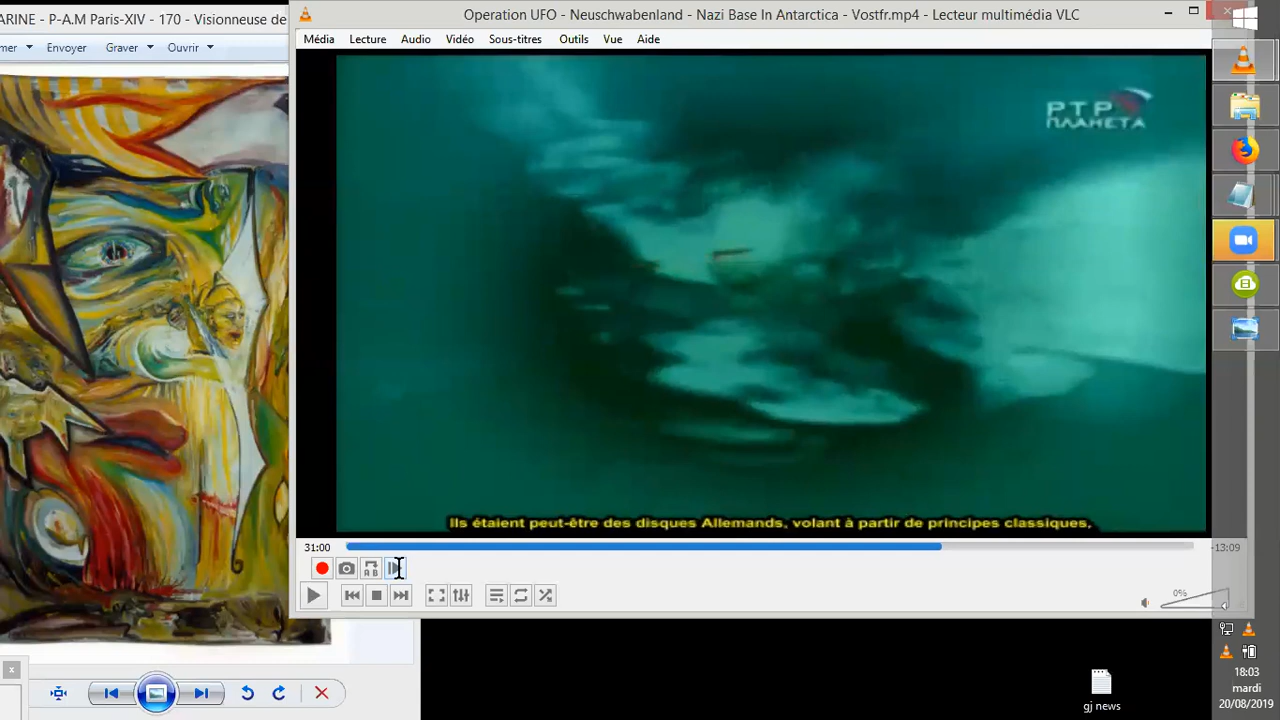 ARINE - P-A.M Paris-XIV - 170 - Visionneuse de
mer Envoyer Graver Ouvrir
Operation UFO - Neuschwabenland - Nazi Base In Antarctica - Vostfr.mp4 - Lecteur multimédia VLC
Média Lecture Audio Vidéo Sous-titres Outils Vue Aide
РТР
ПЛАНЕТА
Ils étaient peut-être des disques Allemands, volant à partir de principes classiques,
31:00
-13:09
A B
0%
gj news
18:03
mardi
20/08/2019